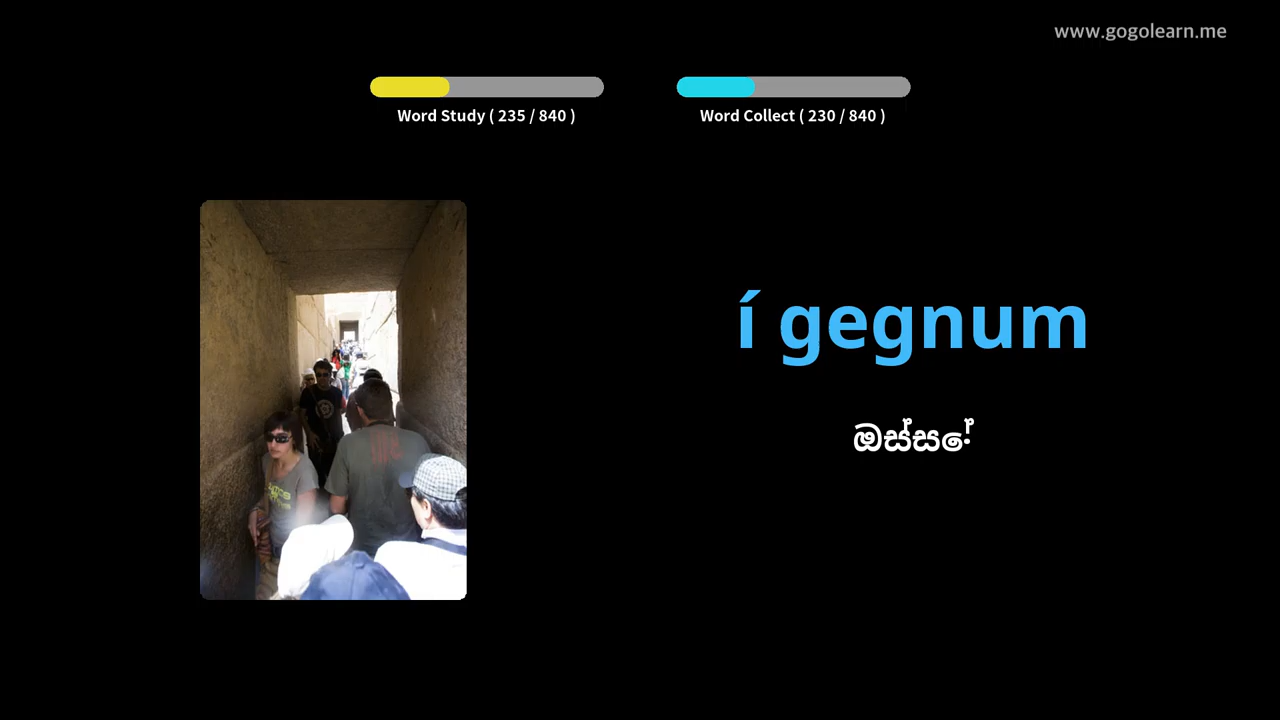 www.gogolearn.me
Word Study ( 235 / 840 )
Word Collect ( 230 / 840 )
í gegnum
ඔස්සේ